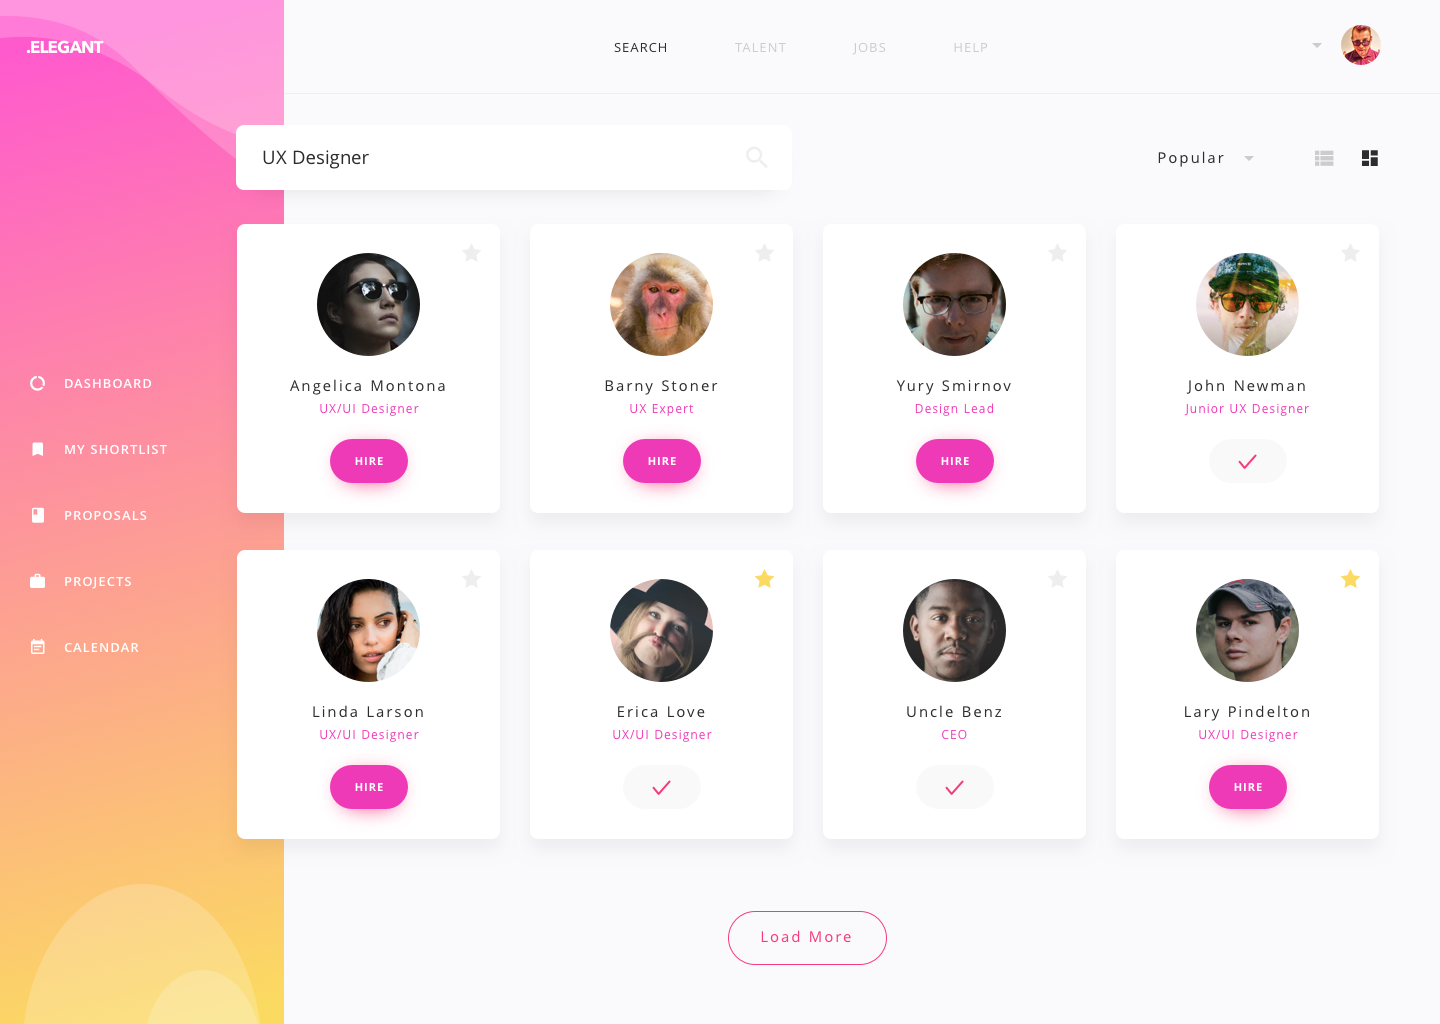 .ELEGANT
SEARCH
TALENT
JOBS
HELP
UX Designer
Popular
DASHBOARD
MY SHORTLIST
PROPOSALS
PROJECTS
CALENDAR
Angelica Montona
UX/UI Designer
HIRE
Barny Stoner
UX Expert
HIRE
Yury Smirnov
Design Lead
HIRE
John Newman
Junior UX Designer
Linda Larson
UX/UI Designer
HIRE
Erica Love
UX/UI Designer
Uncle Benz
CEO
Lary Pindelton
UX/UI Designer
HIRE
Load More